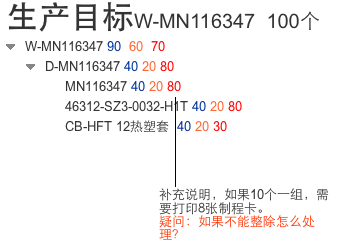 生产目标W-MN116347 100个
W-MN116347 90 60 70
D-MN116347 40 20 80
MN116347 40 20 80
46312-SZ3-0032-H1T 40 20 80
CB-HFT 12热塑套 40 20 30
补充说明，如果10个一组，需
要打印8张制程卡。
疑问：如果不能整除怎么处
理?